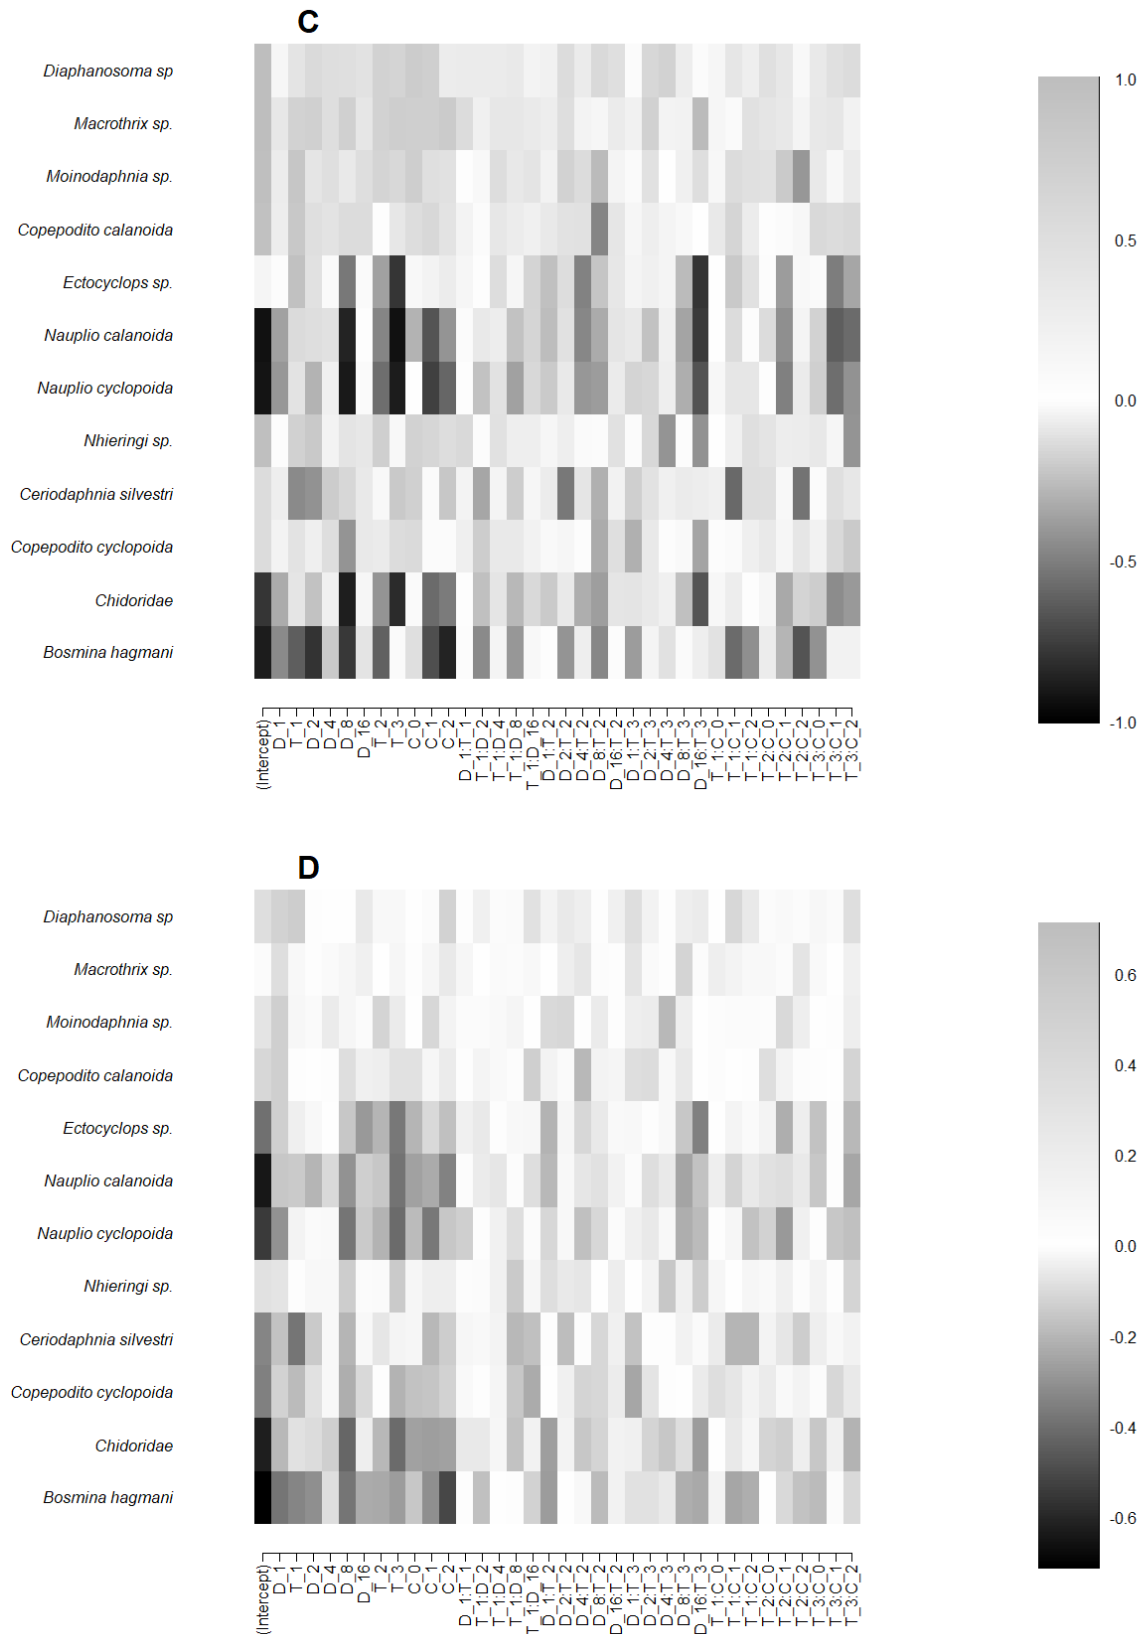 C
Diaphanosoma sp
Macrothrix sp.
Moinodaphnia sp.
Copepodito calanoida
Ectocyclops sp.
Nauplio calanoida
Nauplio cyclopoida
Nhieringi sp.
Ceriodaphnia silvestri
Copepodito cyclopoida
Chidoridae
Bosmina hagmani
1.0
0.5
0.0
-0.5
-1.0
(Intercept)
D_1
T_1
D_2
D_4
D_8
D_16
T_2
T_3
C_0
C_1
C_2
D_1:T_1
T_1:D_2
T_1:D_4
T_1:D_8
T_1:D_16
D_1:T_2
D_2:T_2
D_4:T_2
D_8:T_2
D_16:T_2
D_1:T_3
D_2:T_3
D_4:T_3
D_8:T_3
D_16:T_3
T_1:C_0
T_1:C_1
T_1:C_2
T_2:C_0
T_2:C_1
T_2:C_2
T_3:C_0
T_3:C_1
T_3:C_2
D
Diaphanosoma sp
Macrothrix sp.
Moinodaphnia sp.
Copepodito calanoida
Ectocyclops sp.
Nauplio calanoida
Nauplio cyclopoida
Nhieringi sp.
Ceriodaphnia silvestri
Copepodito cyclopoida
Chidoridae
Bosmina hagmani
0.6
0.4
0.2
0.0
-0.2
-0.4
-0.6
(Intercept)
D_1
T_1
D_2
D_4
D_8
D_16
T_2
T_3
C_0
C_1
C_2
D_1:T_1
T_1:D_2
T_1:D_4
T_1:D_8
T_1:D_16
D_1:T_2
D_2:T_2
D_4:T_2
D_8:T_2
D_16:T_2
D_1:T_3
D_2:T_3
D_4:T_3
D_8:T_3
D_16:T_3
T_1:C_0
T_1:C_1
T_1:C_2
T_2:C_0
T_2:C_1
T_2:C_2
T_3:C_0
T_3:C_1
T_3:C_2